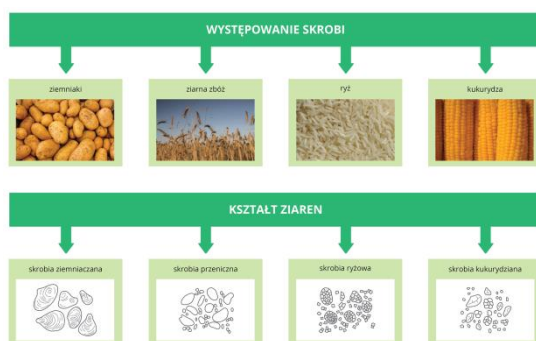 WYSTĘPOWANIE SKROBI
ziemniaki
ziarna zbóż
ryż
kukurydza
KSZTAŁT ZIAREN
skrobia ziemniaczana
skrobia przeniczna
skrobia ryżowa
skrobia kukurydziana